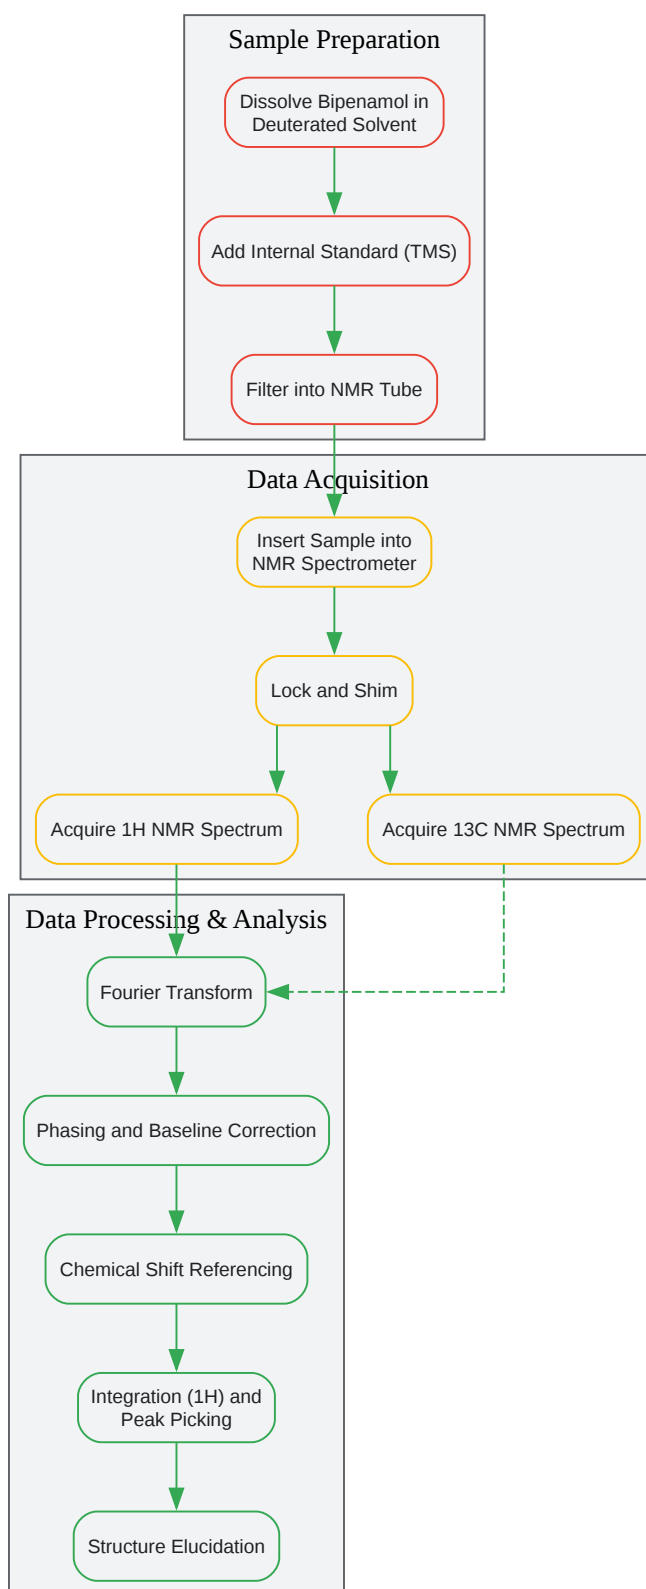 Sample Preparation
Dissolve Bipenamol in
Deuterated Solvent
Add Internal Standard (TMS)
Filter into NMR Tube
Data Acquisition
Insert Sample into
NMR Spectrometer
Lock and Shim
Acquire 1H NMR Spectrum
Acquire 13C NMR Spectrum
Data Processing & Analysis
Fourier Transform
Phasing and Baseline Correction
Chemical Shift Referencing
Integration (1H) and
Peak Picking
Structure Elucidation